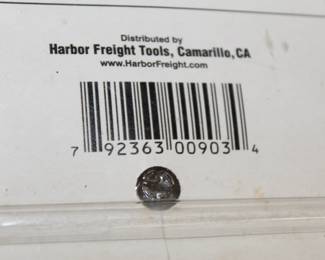 Distributed by
Harbor Freight Tools, Camarillo, CA
www.HarborFreight.com
7 92363 00903 4